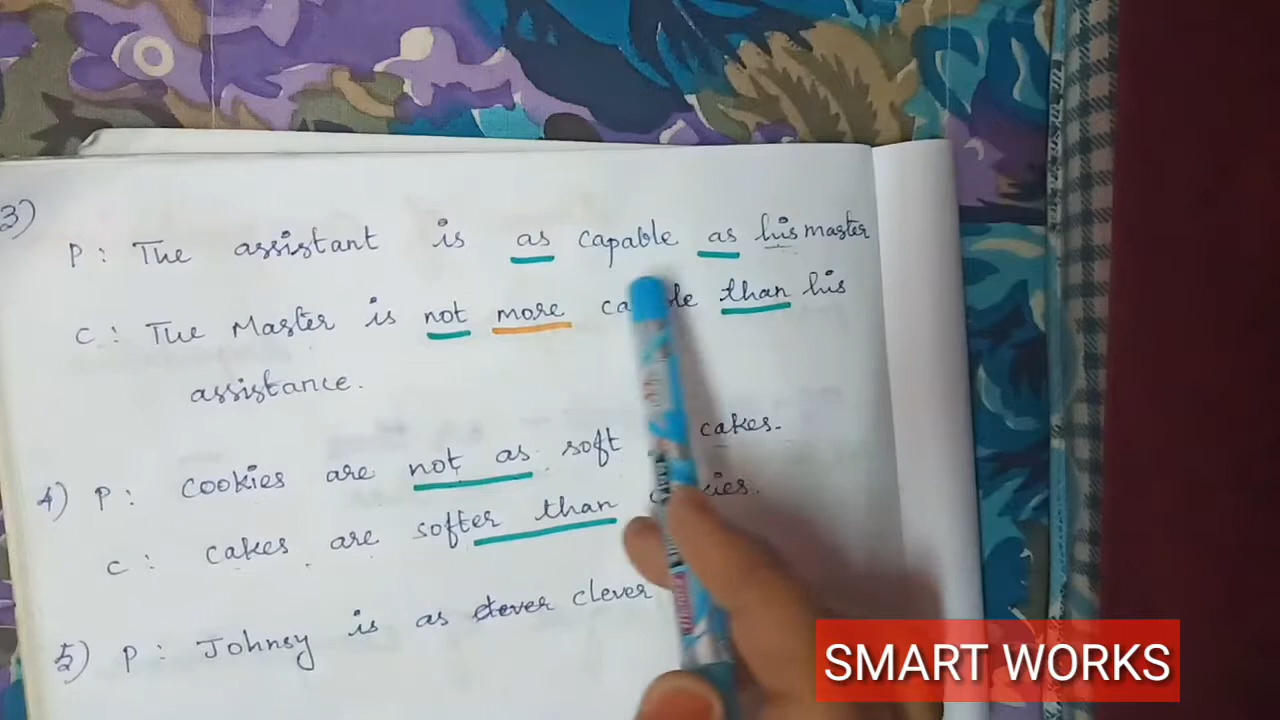 3)
P: The assistant is as capable as his master
C: The Master is not more than his
assistance.
4) P: cookies are not as soft cakes.
C: cakes are softer than
5) P: Johnsy is as clever
SMART WORKS